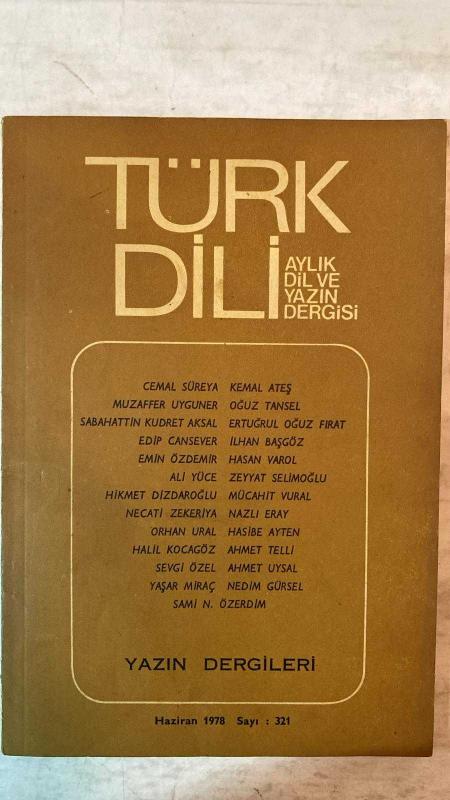 TÜRK
DİLİ
AYLIK
DİL VE
YAZIN
DERGİSİ
CEMAL SÜREYA KEMAL ATEŞ
MUZAFFER UYGUNER OĞUZ TANSEL
SABAHATTİN KUDRET AKSAL ERTUĞRUL OĞUZ FIRAT
EDİP CANSEVER İLHAN BAŞGÖZ
EMİN ÖZDEMİR HASAN VAROL
ALİ YÜCE ZEYYAT SELİMOĞLU
HİKMET DİZDAROĞLU MÜCAHİT VURAL
NECATİ ZEKERİYA NAZLI ERAY
ORHAN URAL HASİBE AYTEN
HALİL KOCAGÖZ AHMET TELLİ
SEVGİ ÖZEL AHMET UYSAL
YAŞAR MİRAÇ NEDİM GÜRSEL
SAMİ N. ÖZERDİM
YAZIN DERGİLERİ
Haziran 1978 Sayı : 321